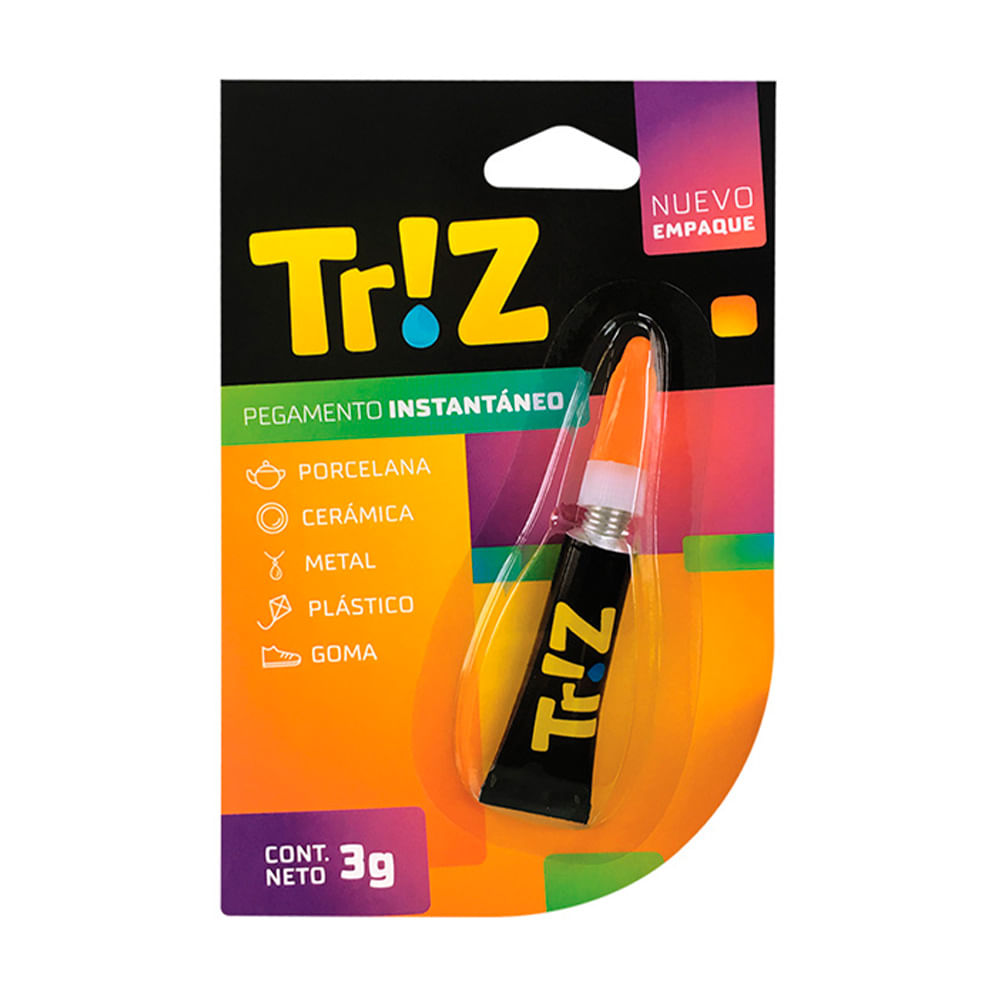 NUEVO
EMPAQUE
Tr!Z
PEGAMENTO INSTANTÁNEO
PORCELANA
CERÁMICA
METAL
PLÁSTICO
GOMA
Tr!Z
CONT.
NETO 3g